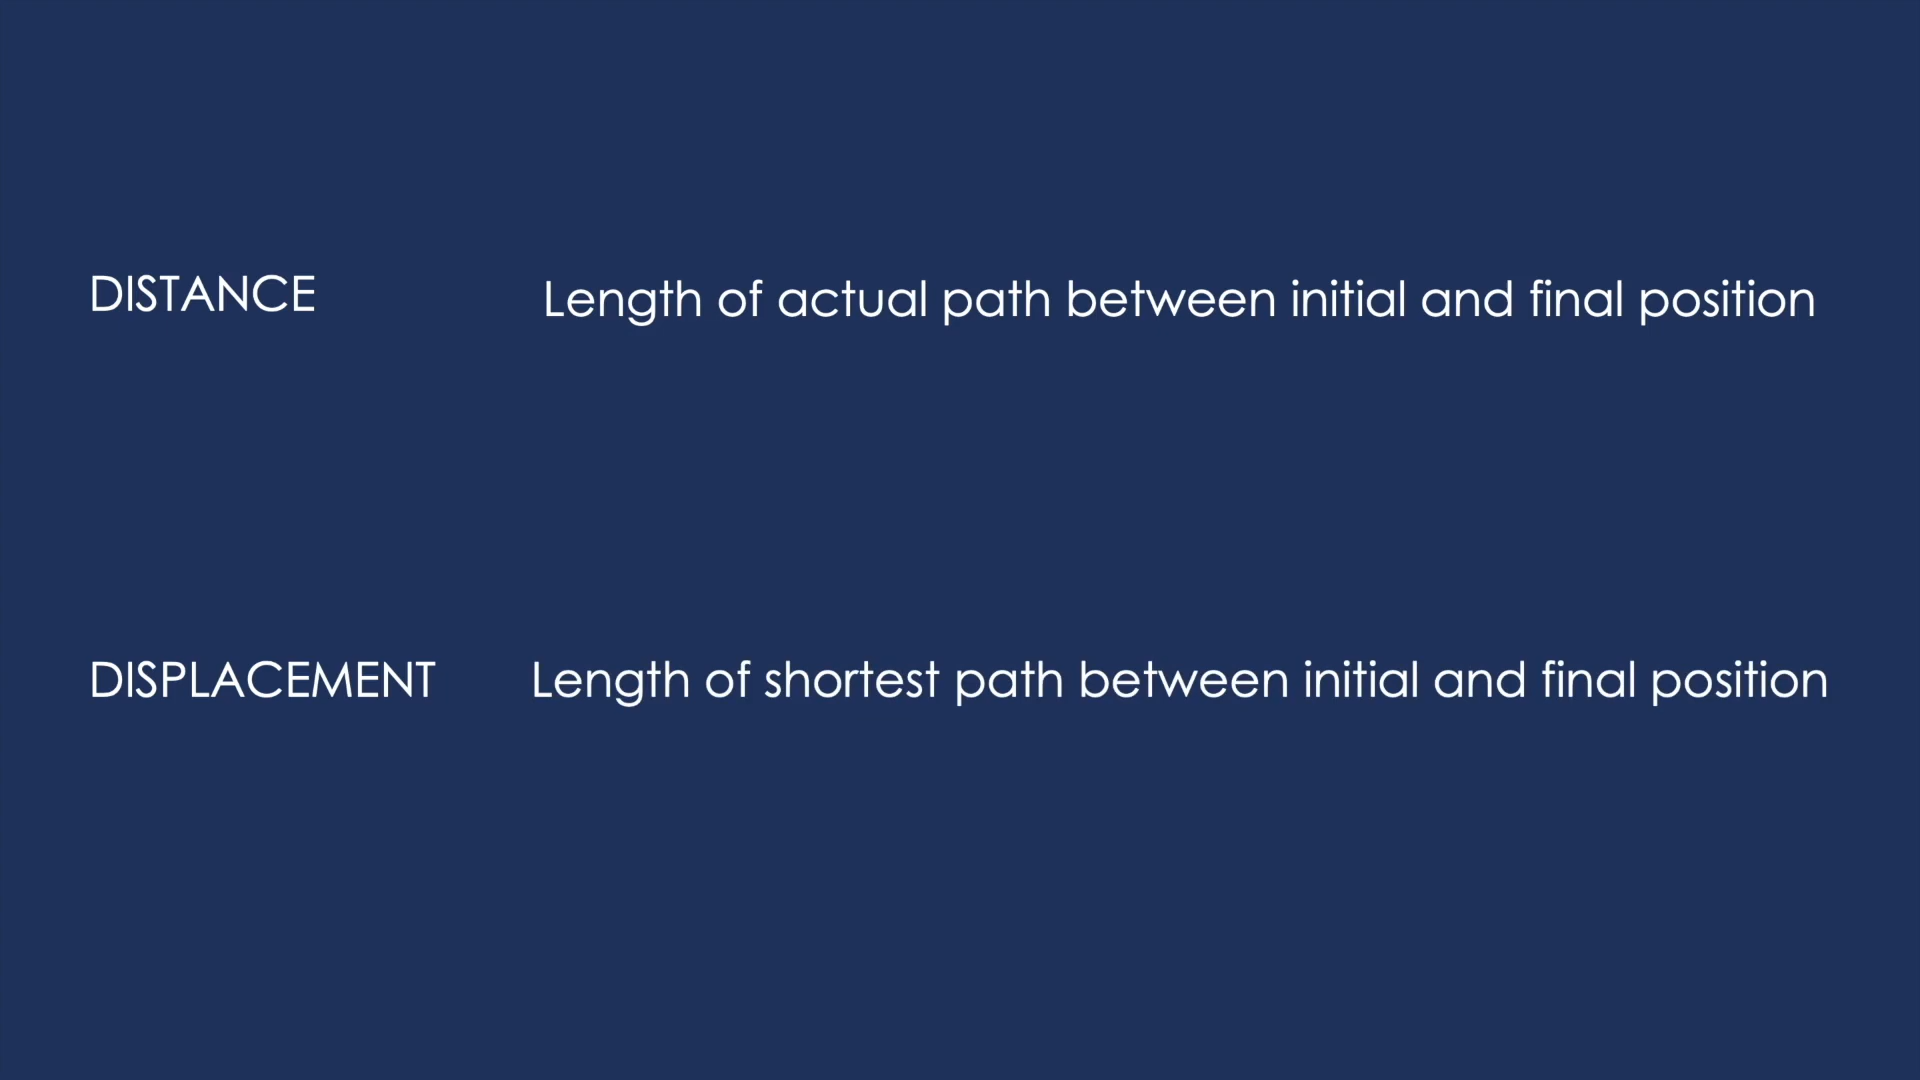 DISTANCE Length of actual path between initial and final position
DISPLACEMENT Length of shortest path between initial and final position